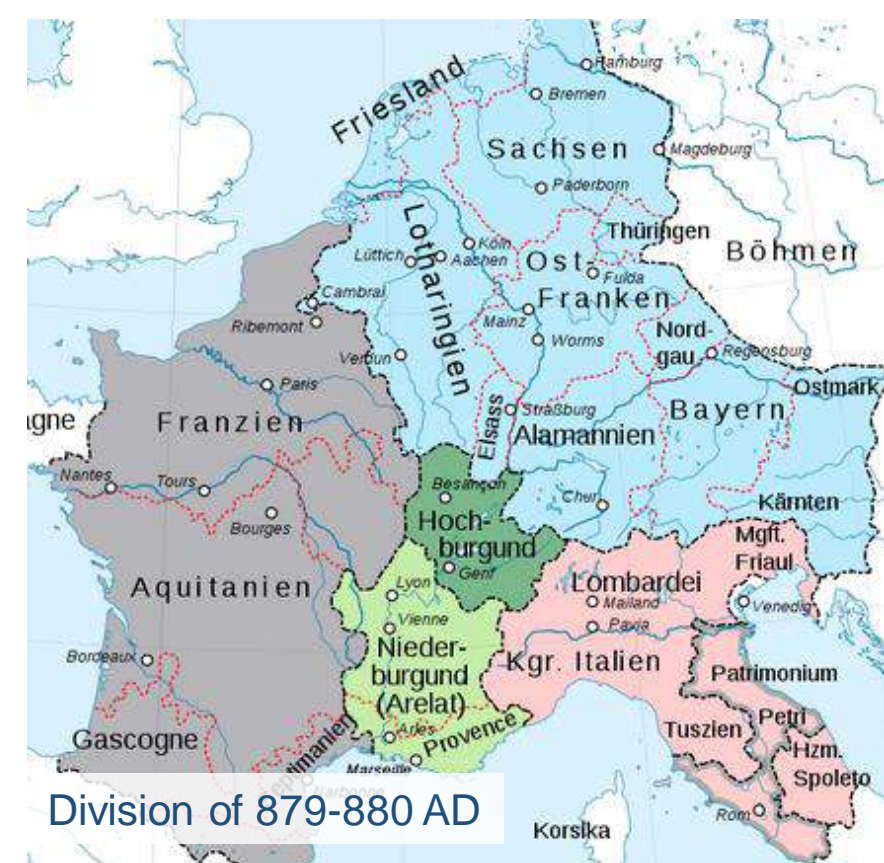 Friesland
Hamburg
Bremen
Sachsen
Magdeburg
Paderborn
Thüringen
Böhmen
Lotharingien
Köln
Lüttich
Aachen
Ost-
Franken
Fulda
Cambrai
Ribemont
Mainz
Worms
Nord-
gau
Regensburg
Verdun
Paris
Ostmark
Elsass
Straßburg
Bayern
Franzien
Alamannien
agne
Nantes
Tours
Besançon
Chur
Kärnten
Bourges
Hoch-
burgund
Genf
Mgft.
Friaul
Aquitanien
Lyon
Lombardei
Mailand
Venedig
Vienne
Pavia
Nieder-
burgund
(Arelat)
Kgr. Italien
Bordeaux
Patrimonium
Petri
Gascogne
Arles
Provence
Tuszien
Hzm.
Spoleto
Marseille
ptimanien
Narbonne
Rom
Korsika
Division of 879-880 AD